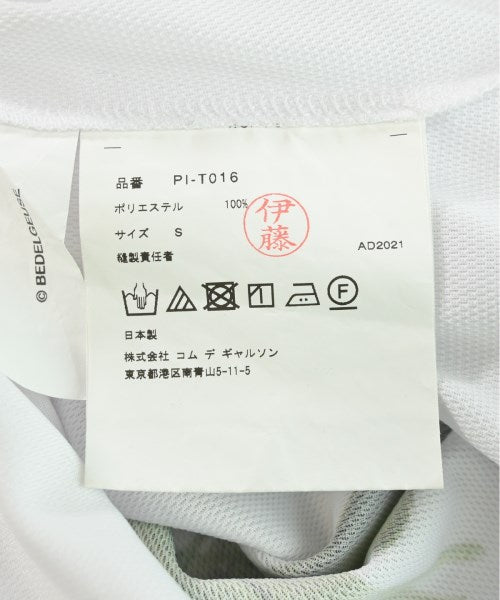 品番 PI-T016
ポリエステル 100%
サイズ S
縫製責任者
伊藤
AD2021
日本製
株式会社 コム デ ギャルソン
東京都港区南青山5-11-5
© BEDELGEUSE